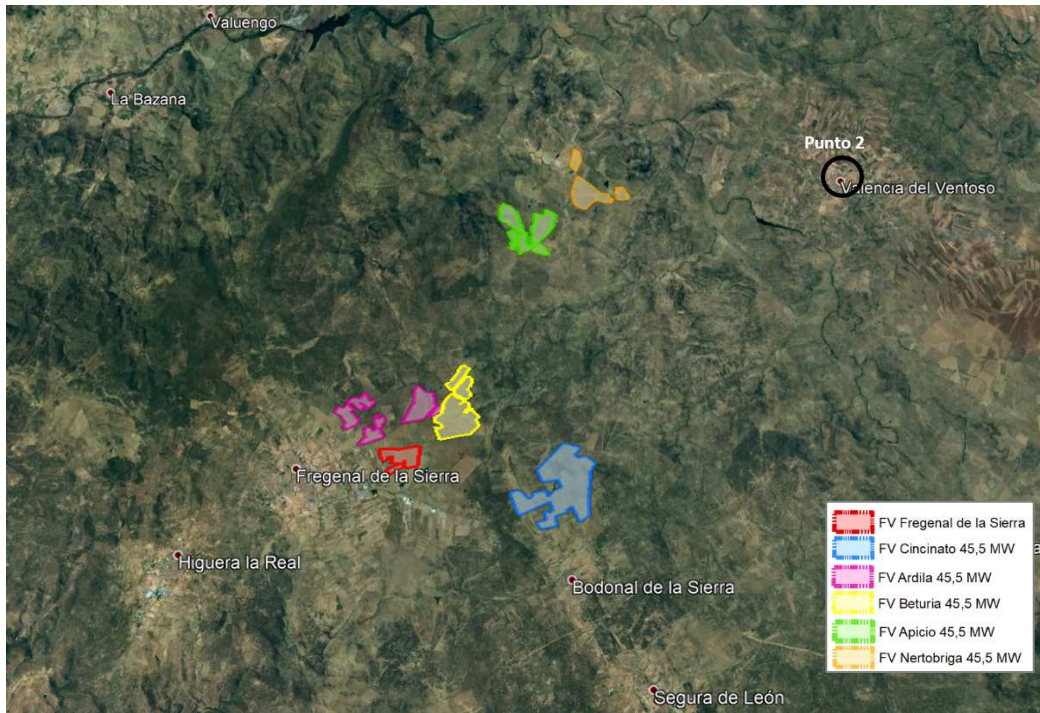 Valuengo
La Bazana
Punto 2
Valencia del Ventoso
Fregenal de la Sierra
Higuera la Real
Bodonal de la Sierra
Segura de León
FV Fregenal de la Sierra
FV Cincinato 45,5 MW
FV Ardila 45,5 MW
FV Beturia 45,5 MW
FV Apicio 45,5 MW
FV Nertobriga 45,5 MW